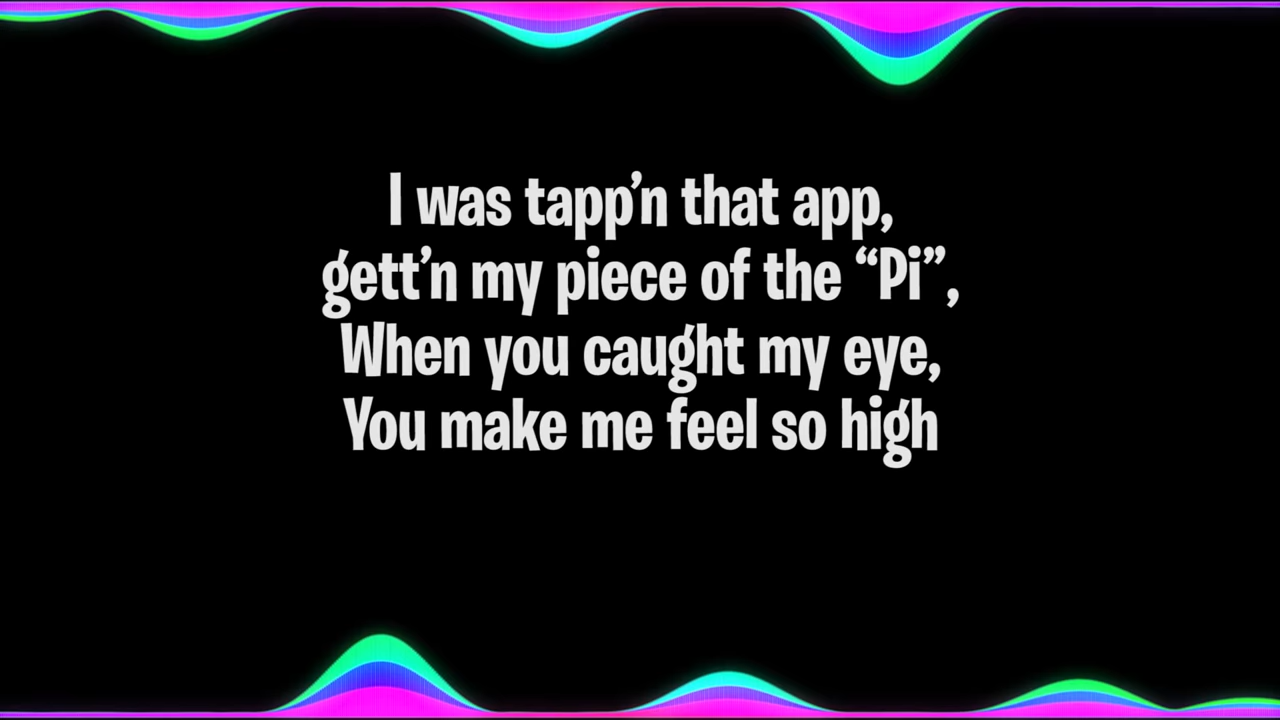 I was tapp’n that app,
gett’n my piece of the “Pi”,
When you caught my eye,
You make me feel so high